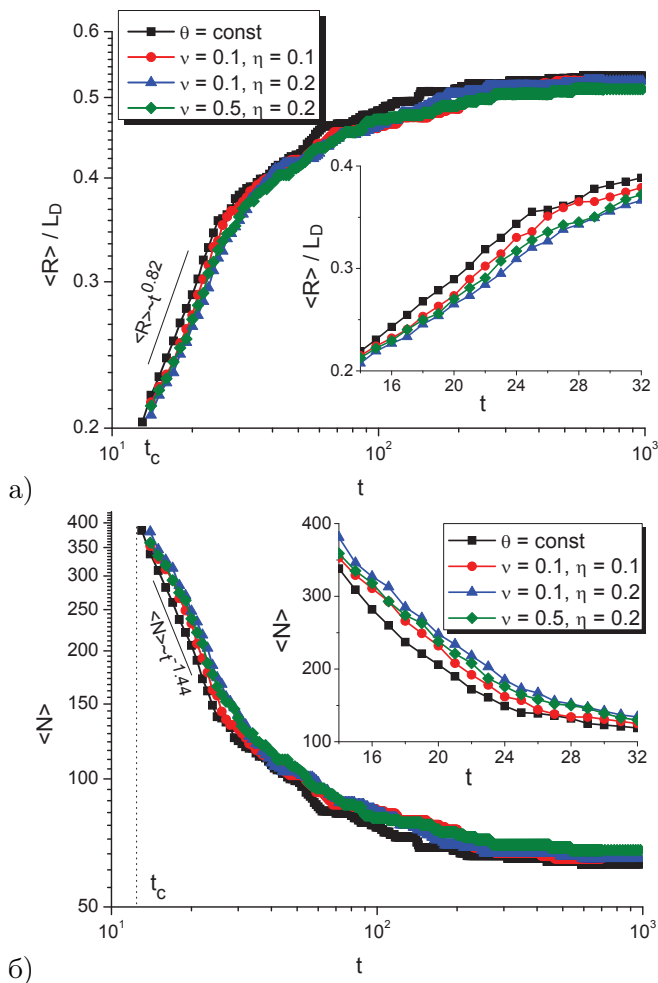 0.6
0.5
0.4
0.3
0.2
<R> / L_D
θ = const
ν = 0.1, η = 0.1
ν = 0.1, η = 0.2
ν = 0.5, η = 0.2
<R>~t^0.82
0.4
0.3
0.2
<R> / L_D
16 20 24 28 32
t
10^1 10^2 10^3
t_c
t
а)
400
350
300
250
200
150
100
50
<N>
<N>~t^-1.44
400
300
200
100
<N>
θ = const
ν = 0.1, η = 0.1
ν = 0.1, η = 0.2
ν = 0.5, η = 0.2
16 20 24 28 32
t
t_c
10^1 10^2 10^3
t
б)